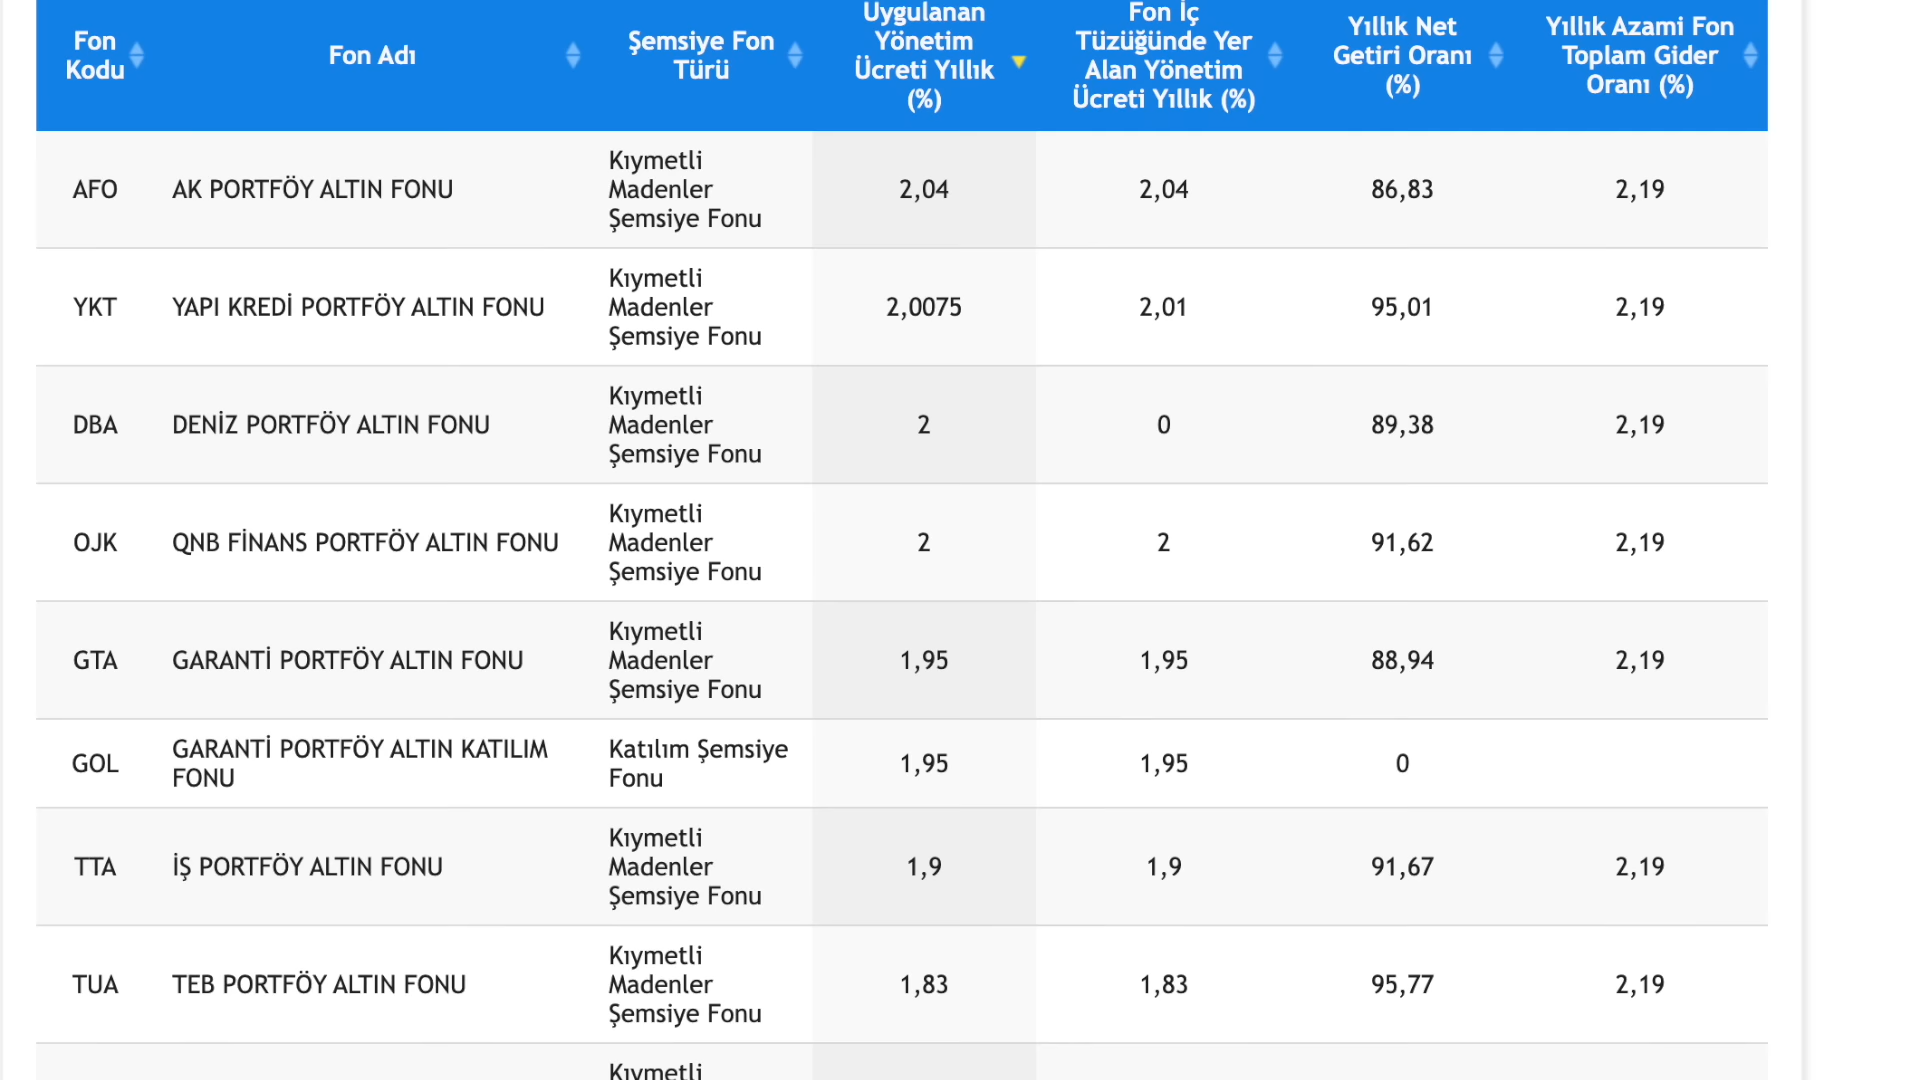 Fon
Kodu
Fon Adı
Şemsiye Fon
Türü
Uygulanan
Yönetim
Ücreti Yıllık
(%)
Fon İç
Tüzüğünde Yer
Alan Yönetim
Ücreti Yıllık (%)
Yıllık Net
Getiri Oranı
(%)
Yıllık Azami Fon
Toplam Gider
Oranı (%)
AFO
AK PORTFÖY ALTIN FONU
Kıymetli
Madenler
Şemsiye Fonu
2,04
2,04
86,83
2,19
YKT
YAPI KREDİ PORTFÖY ALTIN FONU
Kıymetli
Madenler
Şemsiye Fonu
2,0075
2,01
95,01
2,19
DBA
DENİZ PORTFÖY ALTIN FONU
Kıymetli
Madenler
Şemsiye Fonu
2
0
89,38
2,19
OJK
QNB FİNANS PORTFÖY ALTIN FONU
Kıymetli
Madenler
Şemsiye Fonu
2
2
91,62
2,19
GTA
GARANTİ PORTFÖY ALTIN FONU
Kıymetli
Madenler
Şemsiye Fonu
1,95
1,95
88,94
2,19
GOL
GARANTİ PORTFÖY ALTIN KATILIM
FONU
Katılım Şemsiye
Fonu
1,95
1,95
0
TTA
İŞ PORTFÖY ALTIN FONU
Kıymetli
Madenler
Şemsiye Fonu
1,9
1,9
91,67
2,19
TUA
TEB PORTFÖY ALTIN FONU
Kıymetli
Madenler
Şemsiye Fonu
1,83
1,83
95,77
2,19
Kıymetli